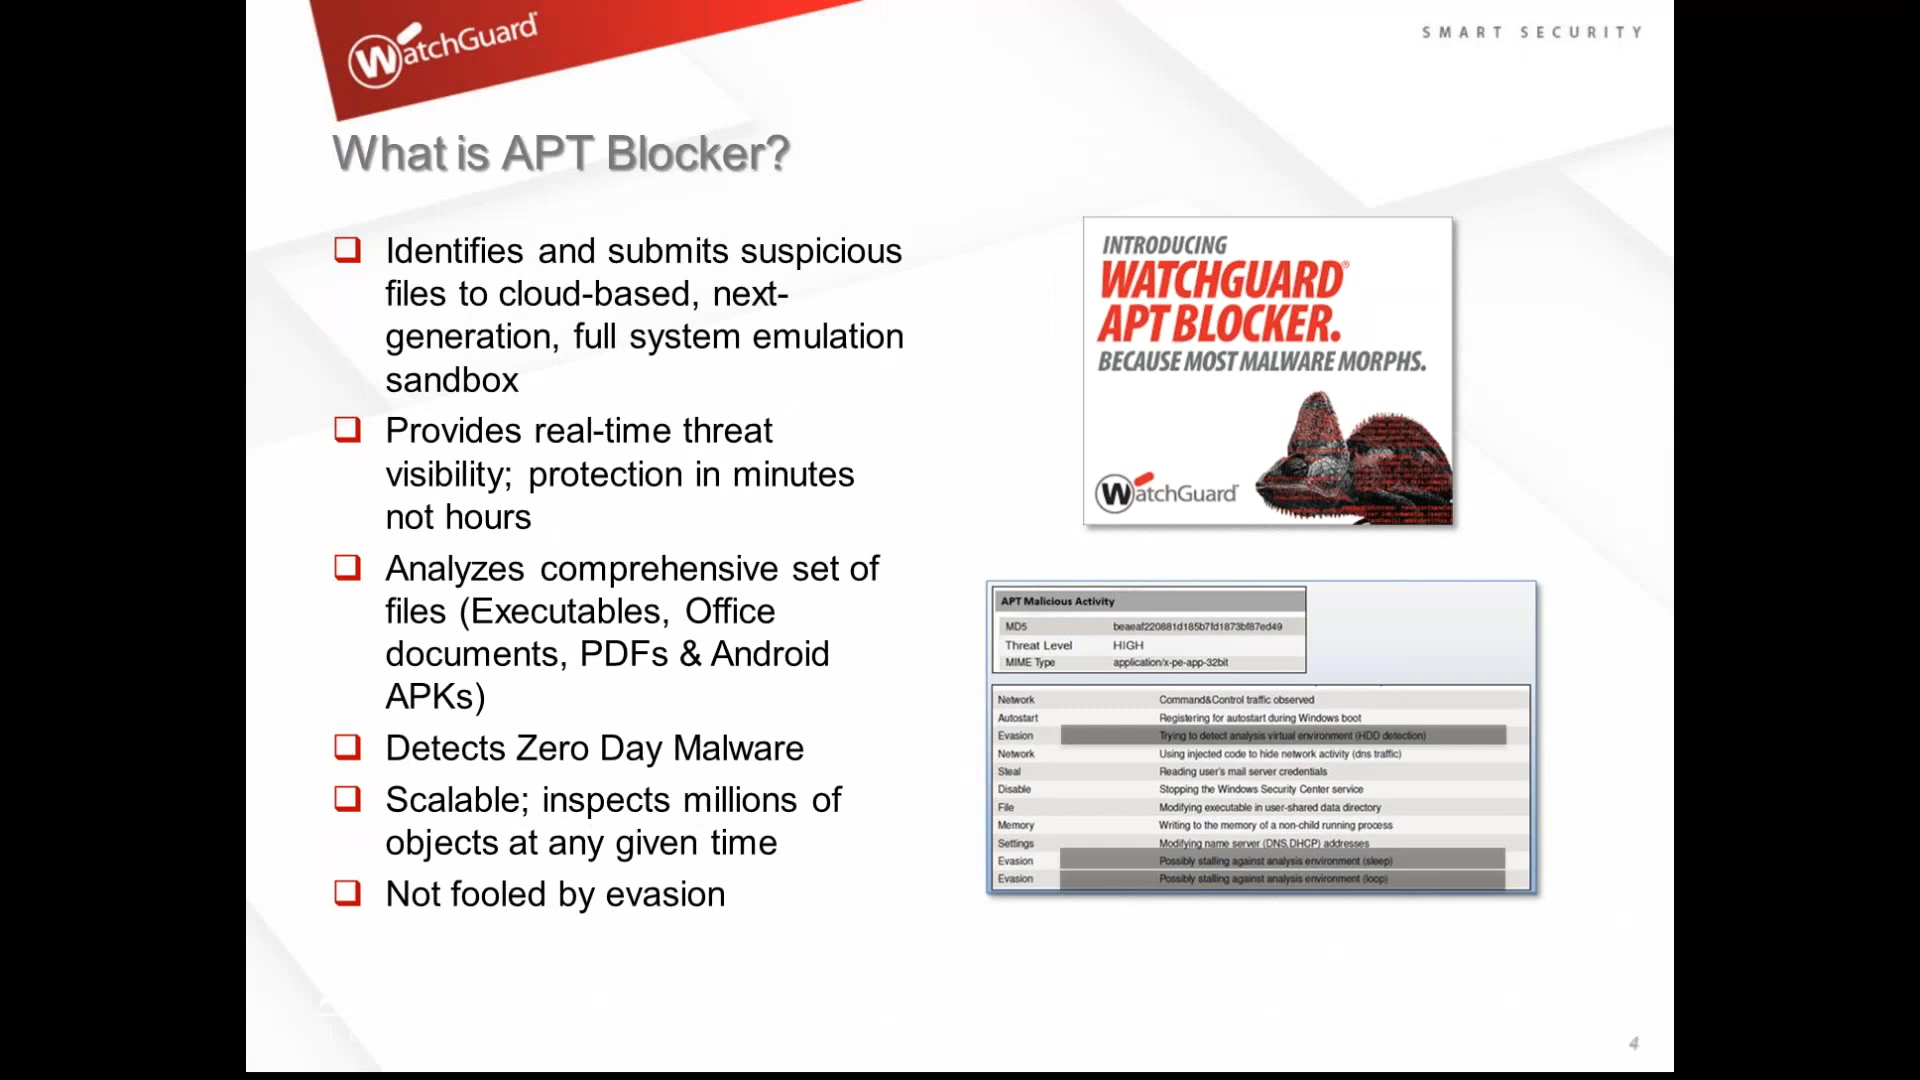 WatchGuard
SMART SECURITY
What is APT Blocker?
Identifies and submits suspicious
files to cloud-based, next-
generation, full system emulation
sandbox
Provides real-time threat
visibility; protection in minutes
not hours
Analyzes comprehensive set of
files (Executables, Office
documents, PDFs & Android
APKs)
Detects Zero Day Malware
Scalable; inspects millions of
objects at any given time
Not fooled by evasion
INTRODUCING
WATCHGUARD®
APT BLOCKER.
BECAUSE MOST MALWARE MORPHS.
WatchGuard
APT Malicious Activity
MD5 beaeaf220881d185b7fd1873bf87ed49
Threat Level HIGH
MIME Type application/x-pe-app-32bit
Network Command&Control traffic observed
Autostart Registering for autostart during Windows boot
Evasion Trying to detect analysis virtual environment (HDD detection)
Network Using injected code to hide network activity (dns traffic)
Steal Reading user's mail server credentials
Disable Stopping the Windows Security Center service
File Modifying executable in user-shared data directory
Memory Writing to the memory of a non-child running process
Settings Modifying name server (DNS,DHCP) addresses
Evasion Possibly stalling against analysis environment (sleep)
Evasion Possibly stalling against analysis environment (loop)
4